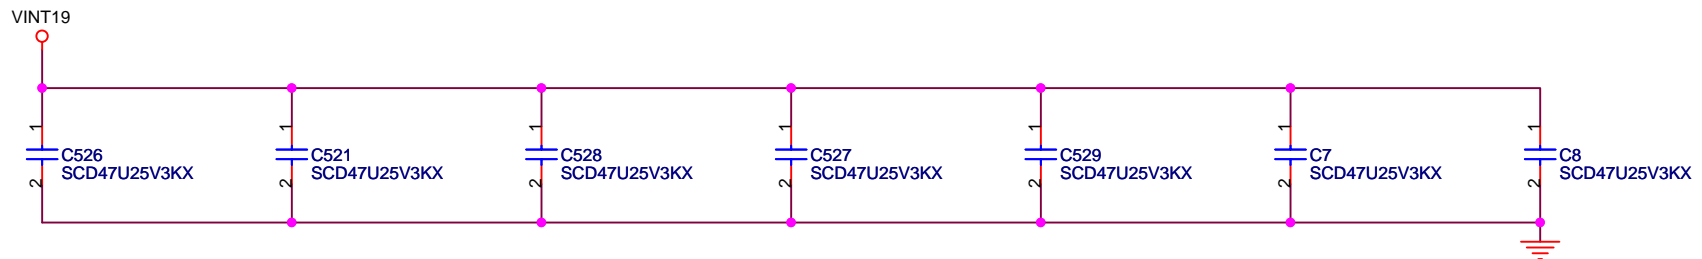 VINT19
1
C526
SCD47U25V3KX
2
1
C521
SCD47U25V3KX
2
1
C528
SCD47U25V3KX
2
1
C527
SCD47U25V3KX
2
1
C529
SCD47U25V3KX
2
1
C7
SCD47U25V3KX
2
1
C8
SCD47U25V3KX
2